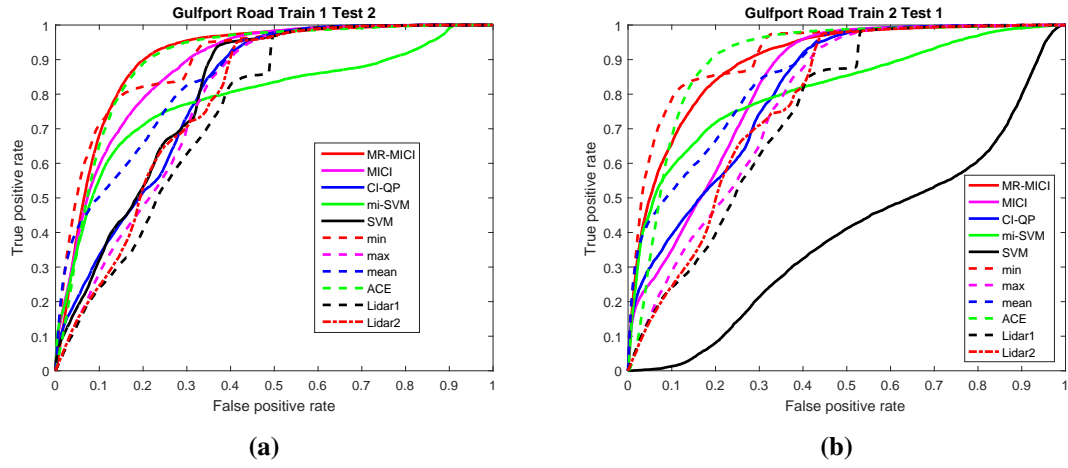 Gulfport Road Train 1 Test 2
1
0.9
0.8
0.7
0.6
0.5
0.4
0.3
0.2
0.1
0
True positive rate
MR-MICI
MICI
CI-QP
mi-SVM
SVM
min
max
mean
ACE
Lidar1
Lidar2
0 0.1 0.2 0.3 0.4 0.5 0.6 0.7 0.8 0.9 1
False positive rate
(a)
Gulfport Road Train 2 Test 1
1
0.9
0.8
0.7
0.6
0.5
0.4
0.3
0.2
0.1
0
True positive rate
MR-MICI
MICI
CI-QP
mi-SVM
SVM
min
max
mean
ACE
Lidar1
Lidar2
0 0.1 0.2 0.3 0.4 0.5 0.6 0.7 0.8 0.9 1
False positive rate
(b)